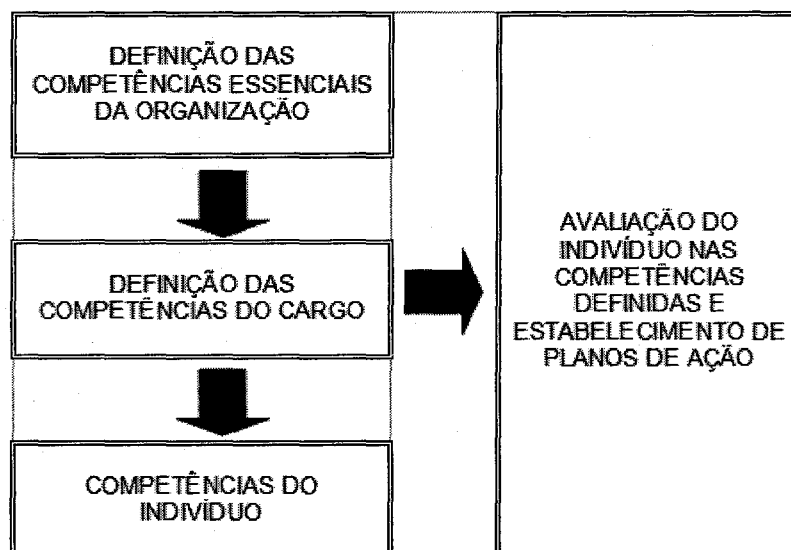 DEFINIÇÃO DAS
COMPETÊNCIAS ESSENCIAIS
DA ORGANIZAÇÃO
DEFINIÇÃO DAS
COMPETÊNCIAS DO CARGO
COMPETÊNCIAS DO
INDIVÍDUO
AVALIAÇÃO DO
INDIVÍDUO NAS
COMPETÊNCIAS
DEFINIDAS E
ESTABELECIMENTO DE
PLANOS DE AÇÃO